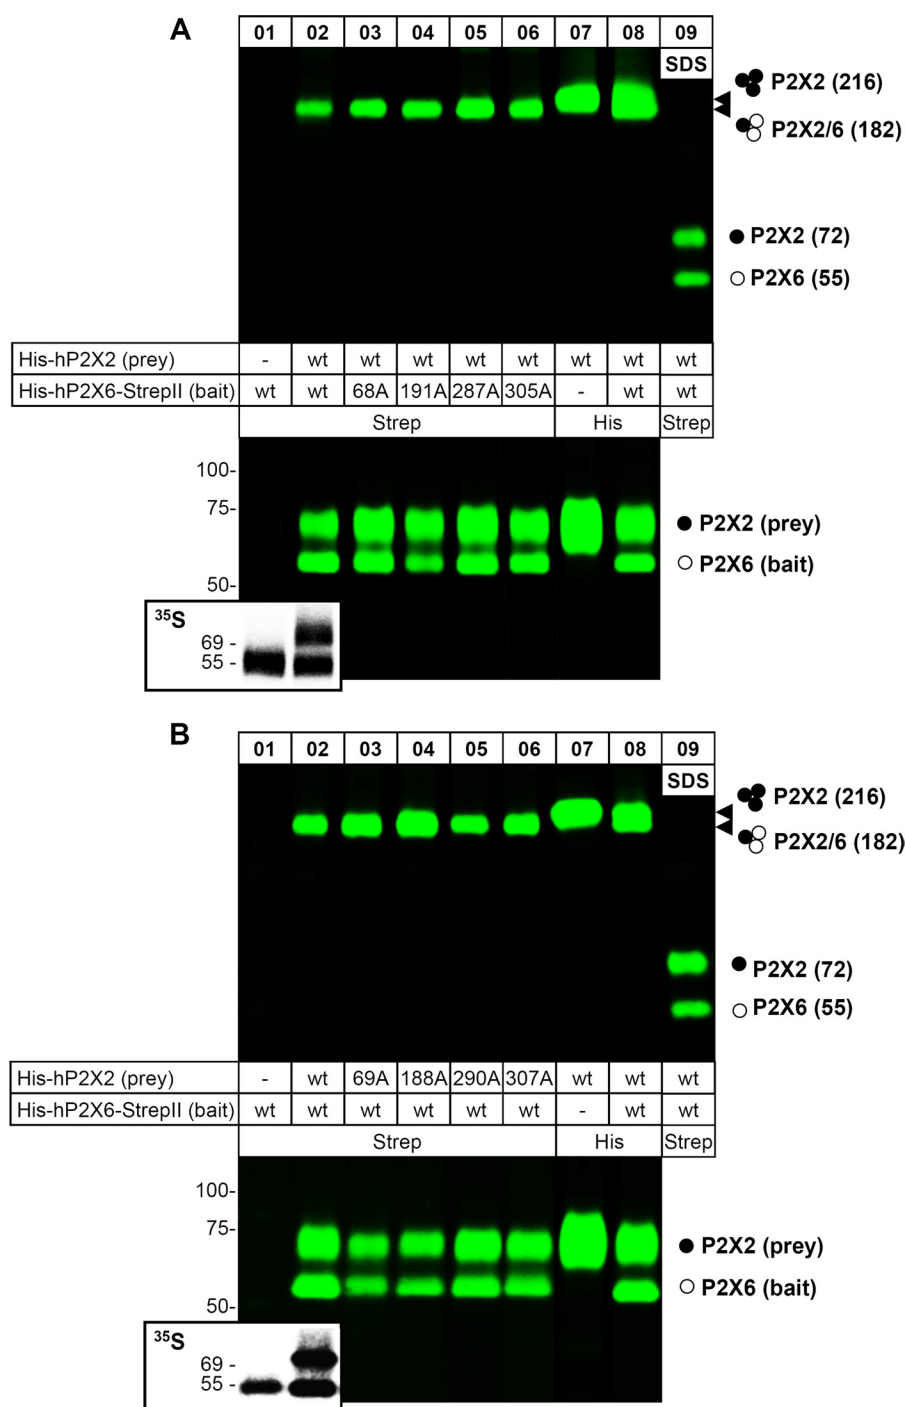 A
01 02 03 04 05 06 07 08 09
SDS
P2X2 (216)
P2X2/6 (182)
P2X2 (72)
P2X6 (55)
His-hP2X2 (prey) - wt wt wt wt wt wt wt wt
His-hP2X6-StrepII (bait) wt wt 68A 191A 287A 305A - wt wt
Strep His Strep
100-
75-
P2X2 (prey)
P2X6 (bait)
50-
³⁵S
69 -
55 -
B
01 02 03 04 05 06 07 08 09
SDS
P2X2 (216)
P2X2/6 (182)
P2X2 (72)
P2X6 (55)
His-hP2X2 (prey) - wt 69A 188A 290A 307A wt wt wt
His-hP2X6-StrepII (bait) wt wt wt wt wt wt - wt wt
Strep His Strep
100-
75-
P2X2 (prey)
P2X6 (bait)
50-
³⁵S
69 -
55 -